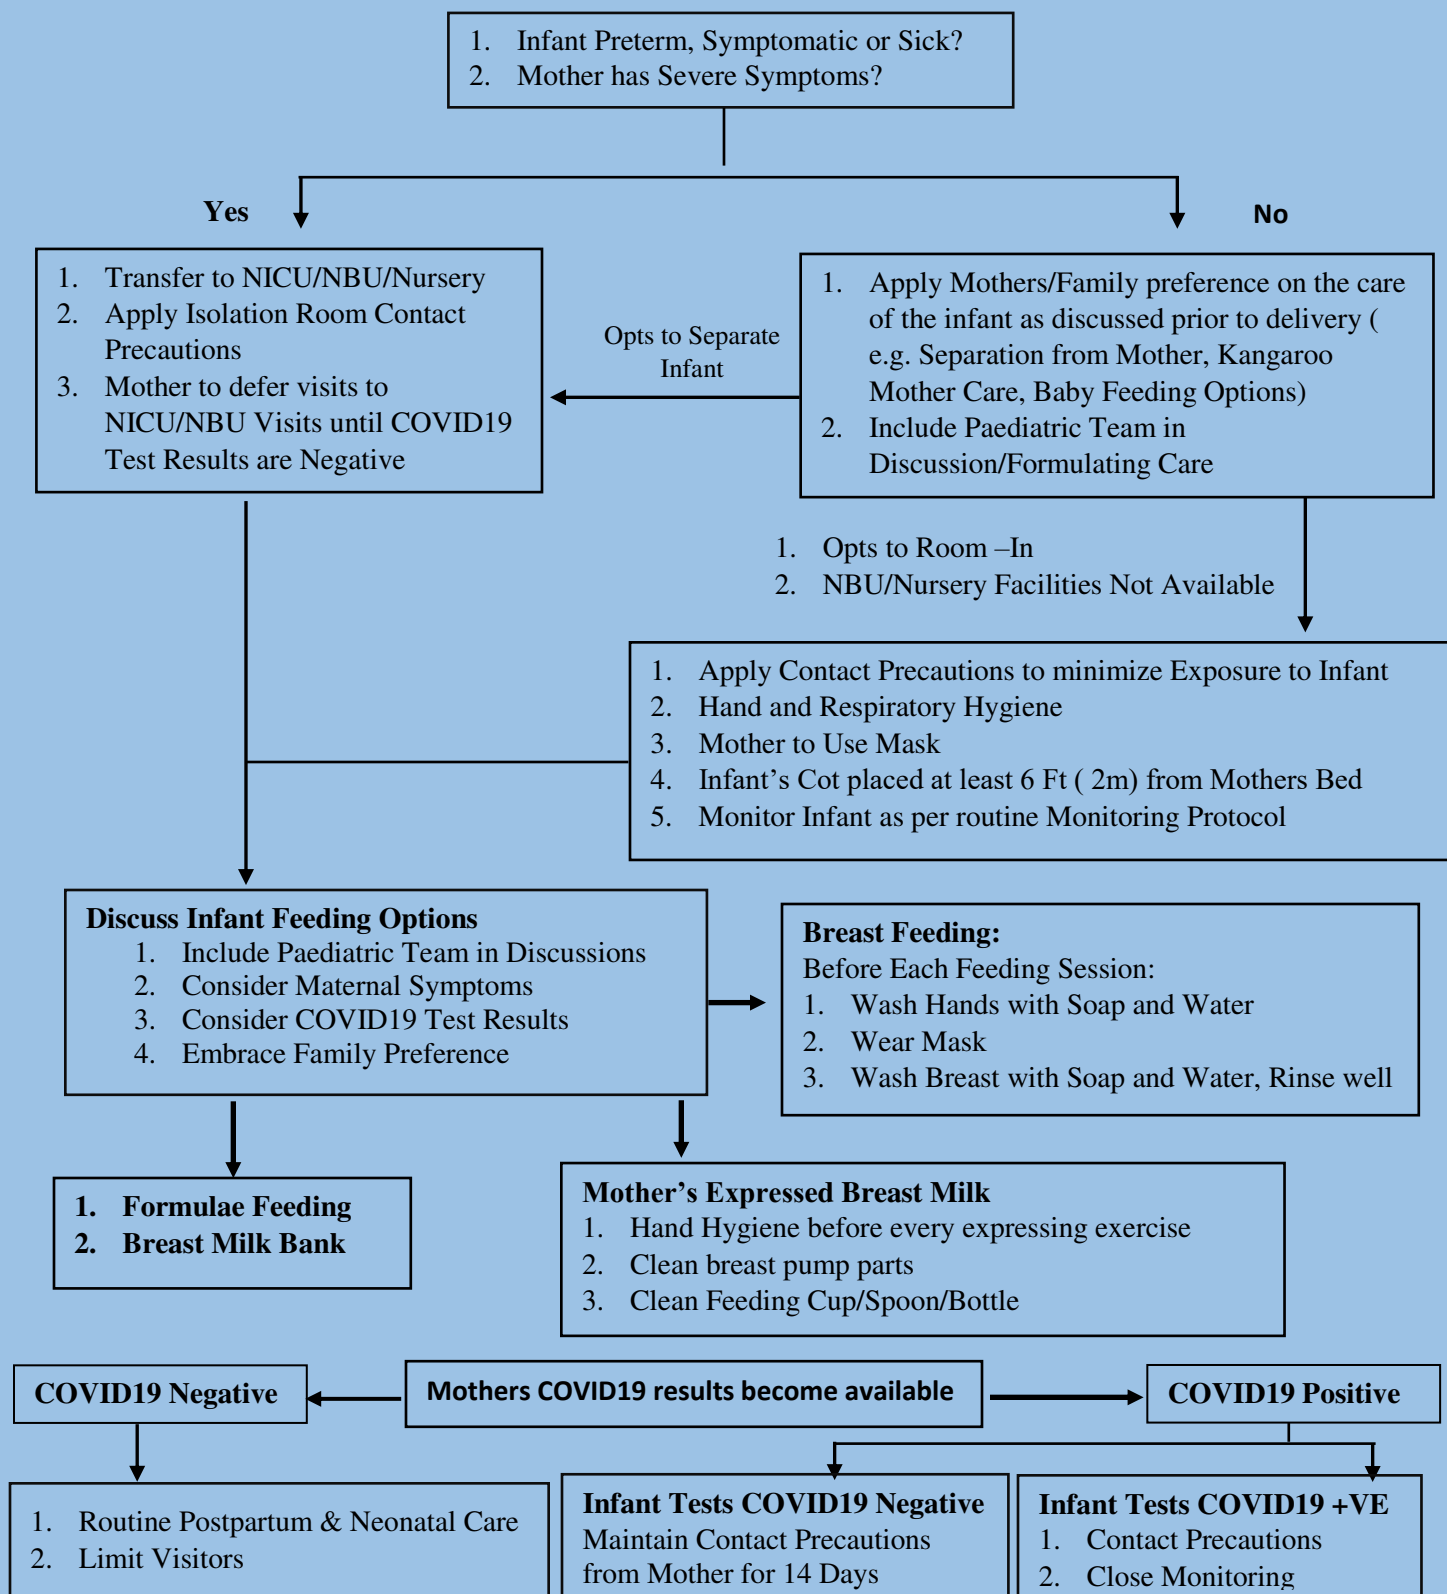 1. Infant Preterm, Symptomatic or Sick?
2. Mother has Severe Symptoms?
Yes
No
1. Transfer to NICU/NBU/Nursery
2. Apply Isolation Room Contact
Precautions
3. Mother to defer visits to
NICU/NBU Visits until COVID19
Test Results are Negative
Opts to Separate
Infant
1. Apply Mothers/Family preference on the care
of the infant as discussed prior to delivery (
e.g. Separation from Mother, Kangaroo
Mother Care, Baby Feeding Options)
2. Include Paediatric Team in
Discussion/Formulating Care
1. Opts to Room –In
2. NBU/Nursery Facilities Not Available
1. Apply Contact Precautions to minimize Exposure to Infant
2. Hand and Respiratory Hygiene
3. Mother to Use Mask
4. Infant’s Cot placed at least 6 Ft ( 2m) from Mothers Bed
5. Monitor Infant as per routine Monitoring Protocol
Discuss Infant Feeding Options
1. Include Paediatric Team in Discussions
2. Consider Maternal Symptoms
3. Consider COVID19 Test Results
4. Embrace Family Preference
Breast Feeding:
Before Each Feeding Session:
1. Wash Hands with Soap and Water
2. Wear Mask
3. Wash Breast with Soap and Water, Rinse well
1. Formulae Feeding
2. Breast Milk Bank
Mother’s Expressed Breast Milk
1. Hand Hygiene before every expressing exercise
2. Clean breast pump parts
3. Clean Feeding Cup/Spoon/Bottle
COVID19 Negative
Mothers COVID19 results become available
COVID19 Positive
1. Routine Postpartum & Neonatal Care
2. Limit Visitors
Infant Tests COVID19 Negative
Maintain Contact Precautions
from Mother for 14 Days
Infant Tests COVID19 +VE
1. Contact Precautions
2. Close Monitoring